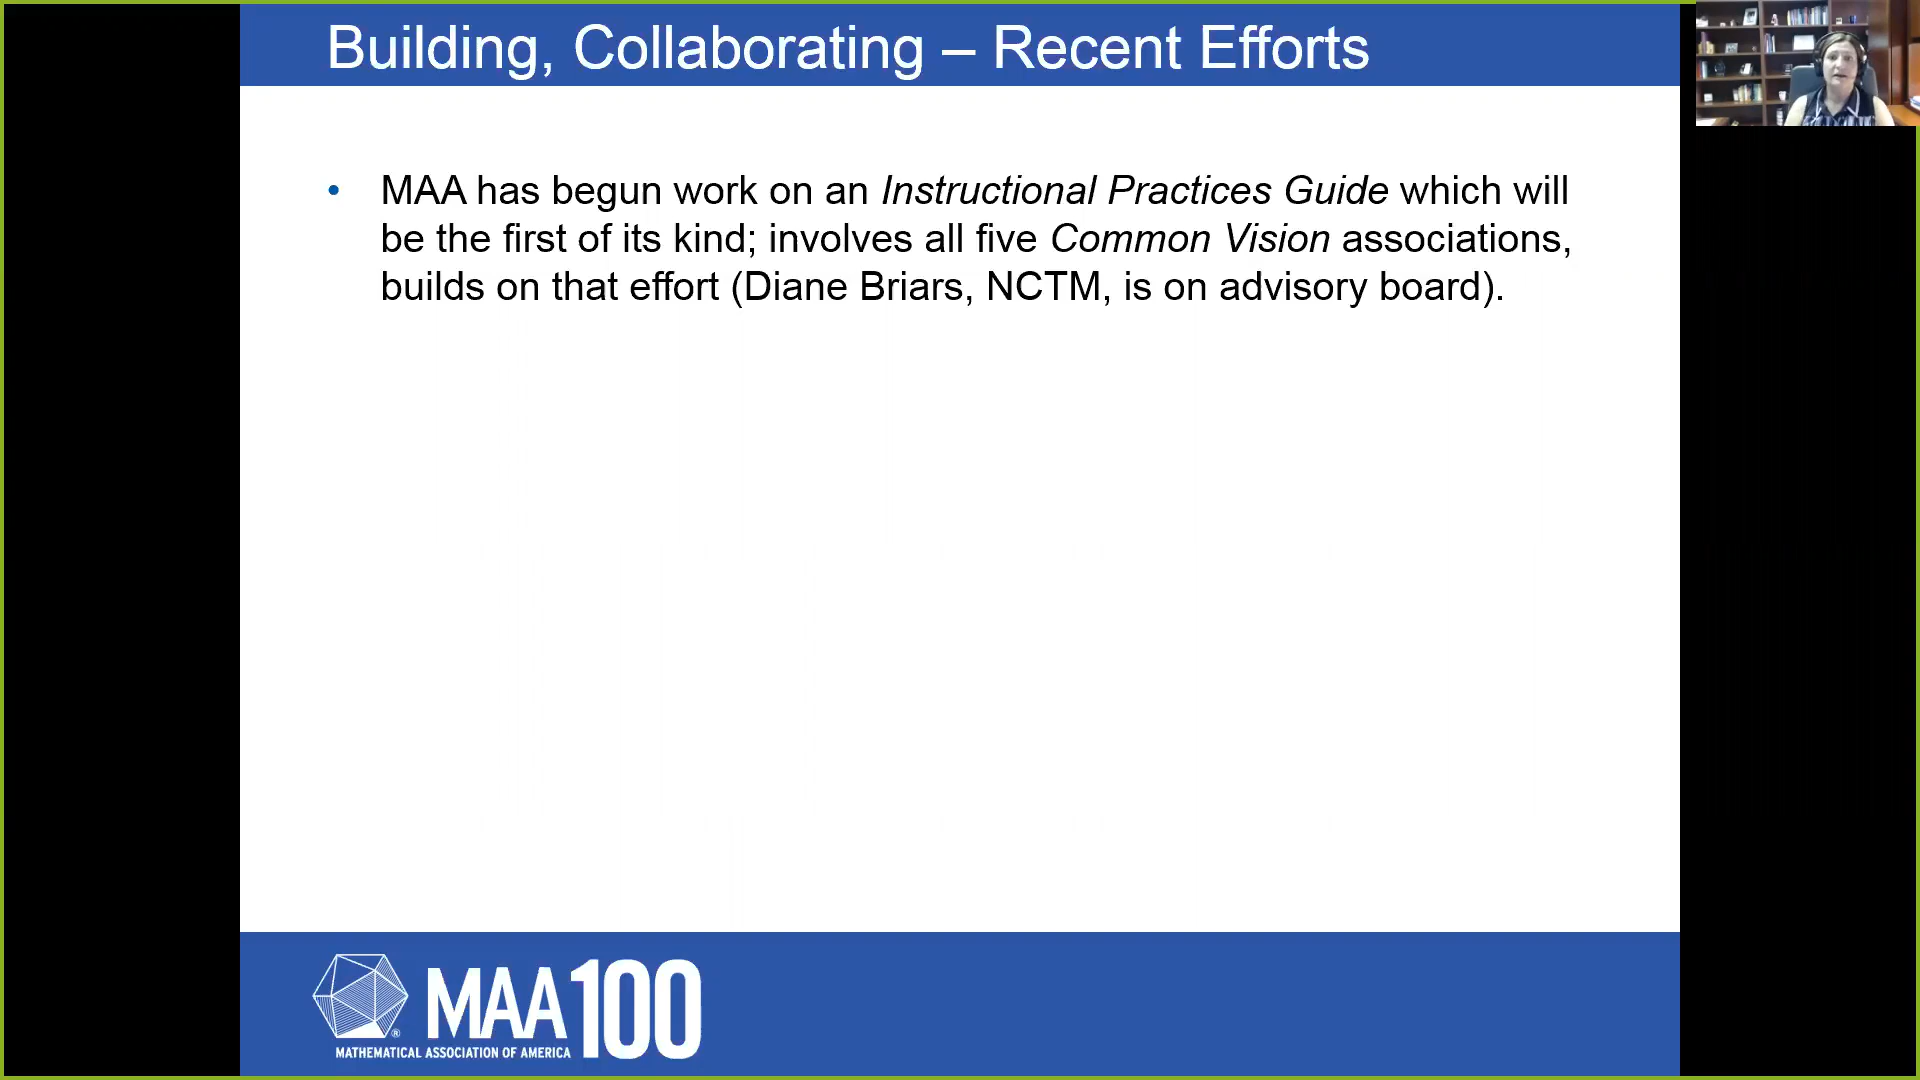 Building, Collaborating – Recent Efforts
• MAA has begun work on an Instructional Practices Guide which will
be the first of its kind; involves all five Common Vision associations,
builds on that effort (Diane Briars, NCTM, is on advisory board).
MAA100
®
MATHEMATICAL ASSOCIATION OF AMERICA